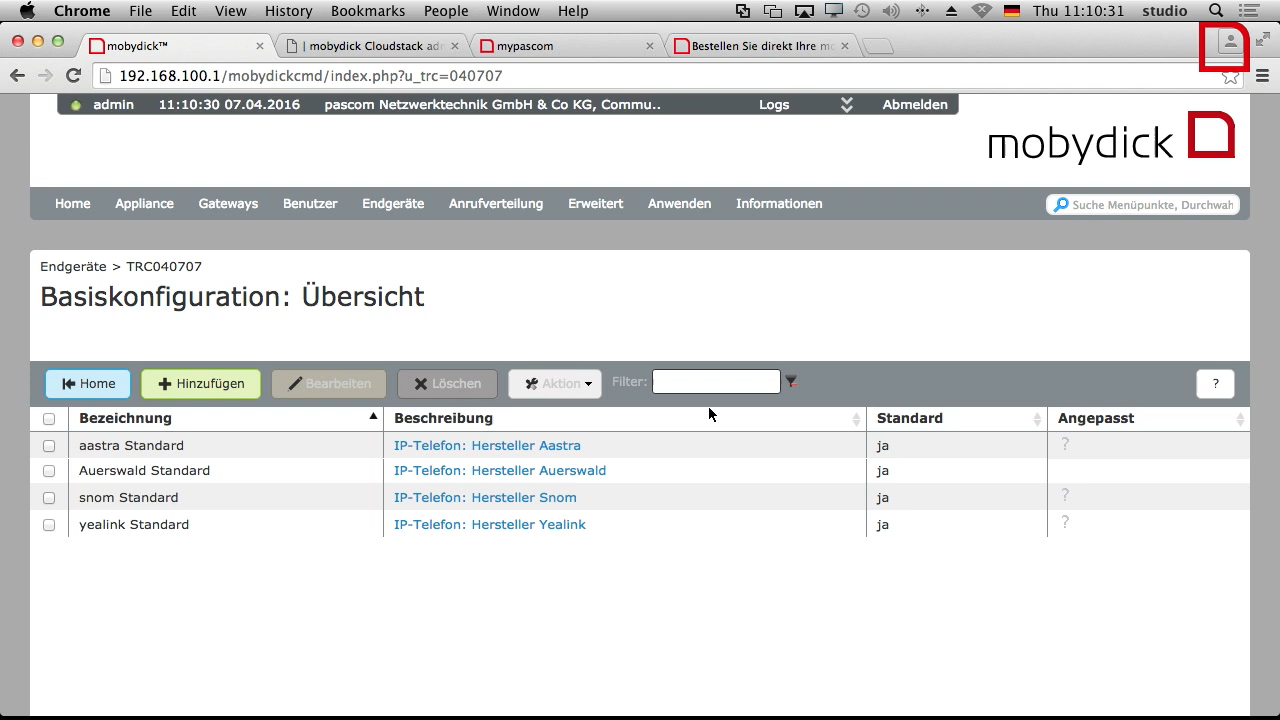 Chrome File Edit View History Bookmarks People Window Help Thu 11:10:31 studio
mobydick™ | mobydick Cloudstack adr mypascom Bestellen Sie direkt Ihre mo
192.168.100.1/mobydickcmd/index.php?u_trc=040707
admin 11:10:30 07.04.2016 pascom Netzwerktechnik GmbH & Co KG, Commu.. Logs Abmelden
mobydick
Home Appliance Gateways Benutzer Endgeräte Anrufverteilung Erweitert Anwenden Informationen Suche Menüpunkte, Durchwah
Endgeräte > TRC040707
Basiskonfiguration: Übersicht
Home Hinzufügen Bearbeiten Löschen Aktion Filter: ?
Bezeichnung Beschreibung Standard Angepasst
aastra Standard IP-Telefon: Hersteller Aastra ja ?
Auerswald Standard IP-Telefon: Hersteller Auerswald ja
snom Standard IP-Telefon: Hersteller Snom ja ?
yealink Standard IP-Telefon: Hersteller Yealink ja ?